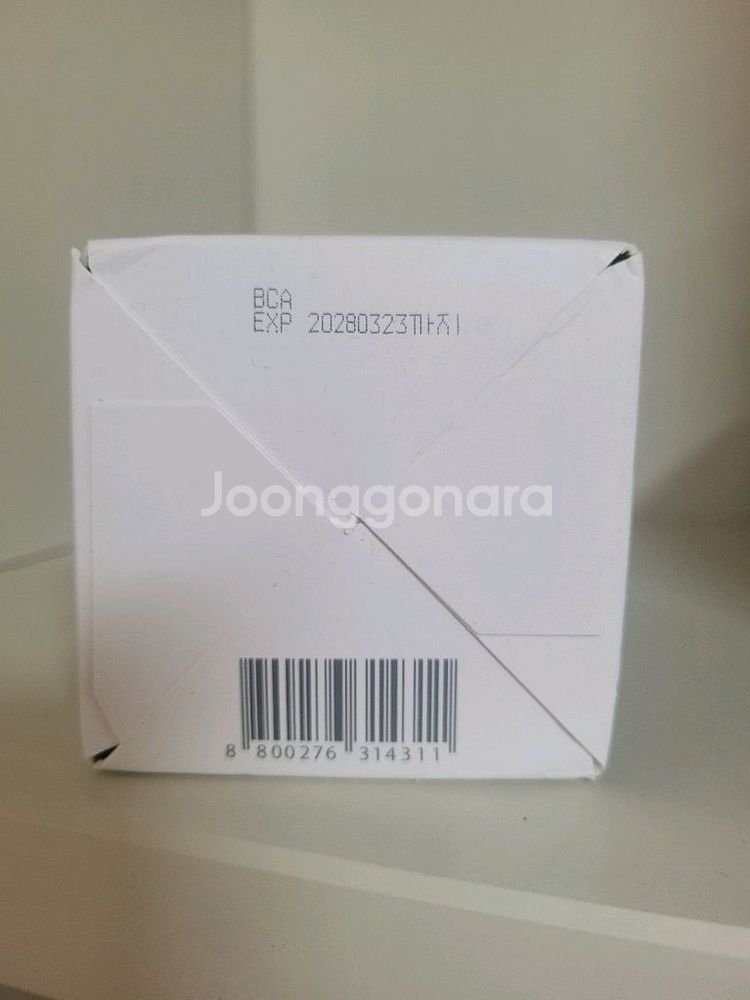 BCA
EXP 20280323까지
Joonggonara
8 800276 314311